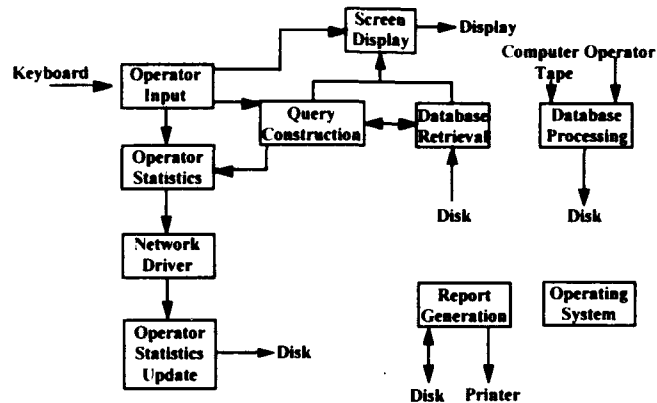 Screen
Display
Display
Keyboard
Operator
Input
Computer Operator
Tape
Query
Construction
Database
Retrieval
Database
Processing
Operator
Statistics
Disk
Disk
Network
Driver
Report
Generation
Operating
System
Operator
Statistics
Update
Disk
Disk
Printer